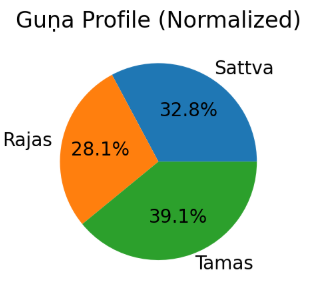 Guṇa Profile (Normalized)
Sattva
32.8%
Rajas
28.1%
39.1%
Tamas